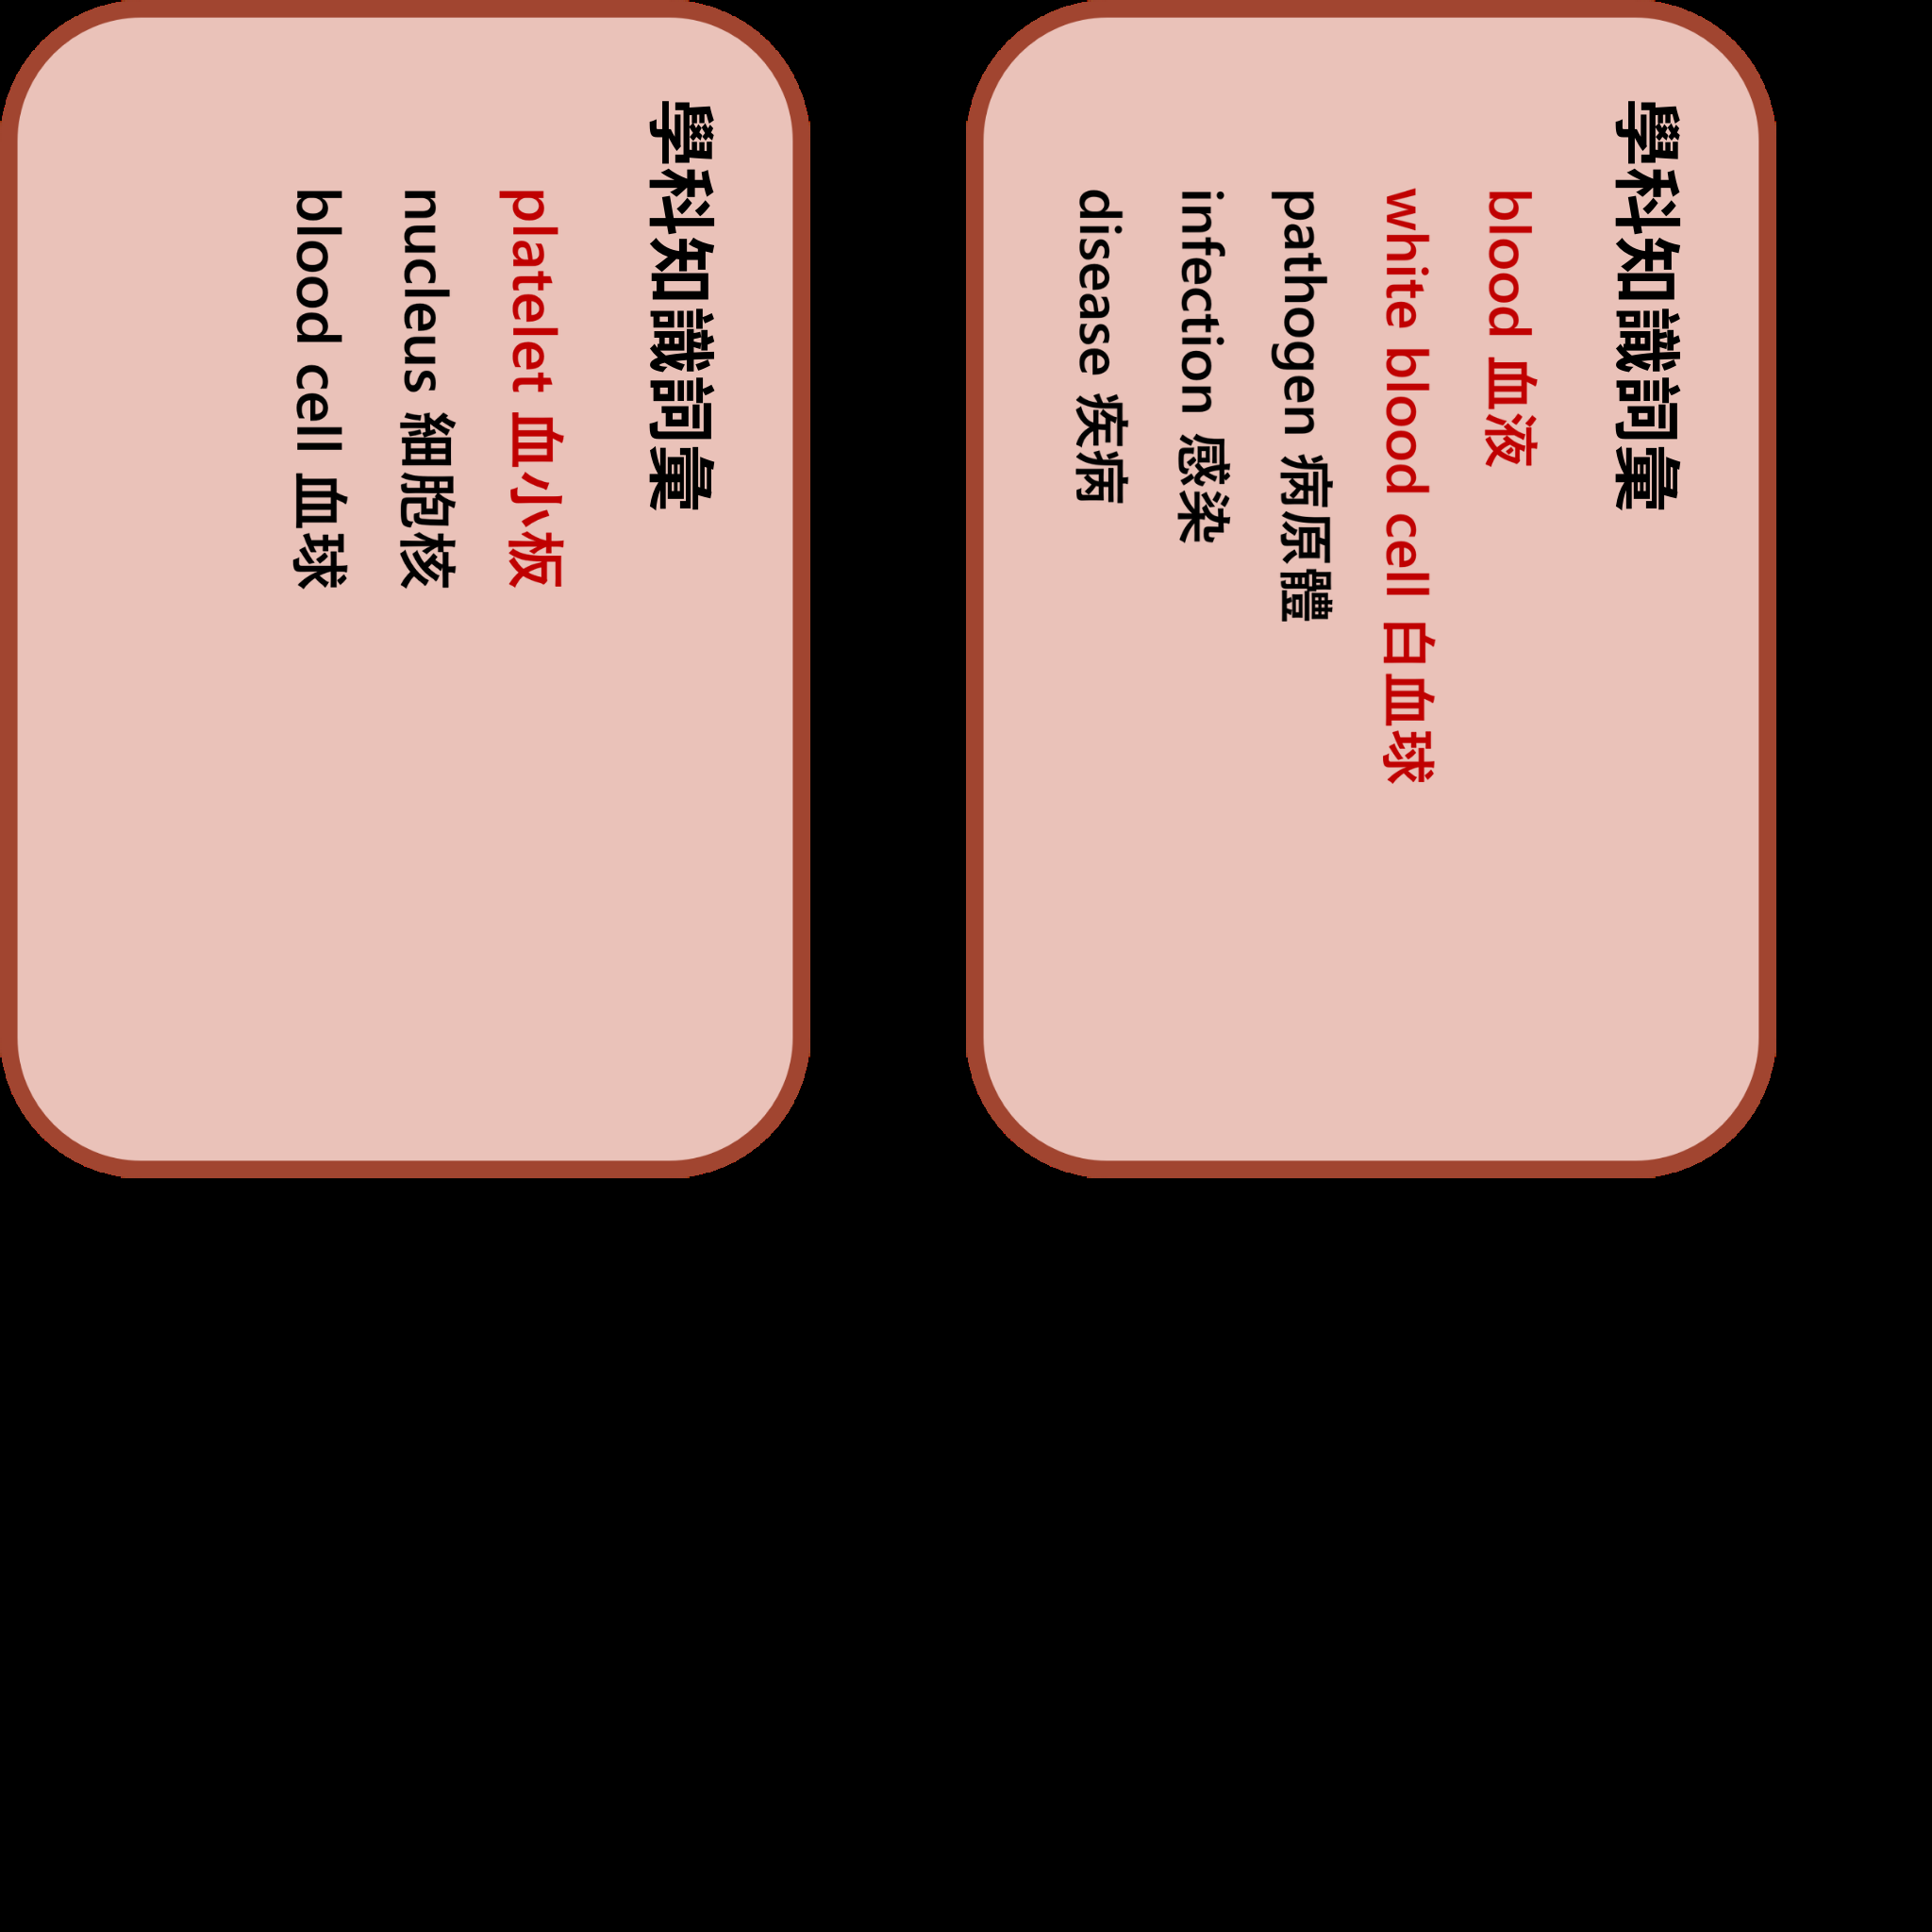 學科知識詞彙
blood 血液
white blood cell 白血球
pathogen 病原體
infection 感染
disease 疾病
學科知識詞彙
platelet 血小板
nucleus 細胞核
blood cell 血球